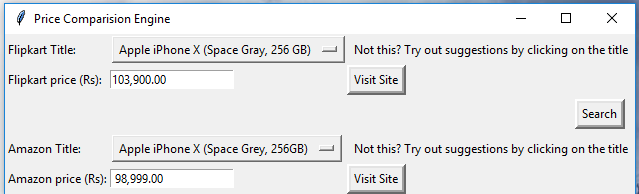 Price Comparision Engine
Flipkart Title: Apple iPhone X (Space Gray, 256 GB) Not this? Try out suggestions by clicking on the title
Flipkart price (Rs): 103,900.00 Visit Site
Search
Amazon Title: Apple iPhone X (Space Grey, 256GB) Not this? Try out suggestions by clicking on the title
Amazon price (Rs): 98,999.00 Visit Site